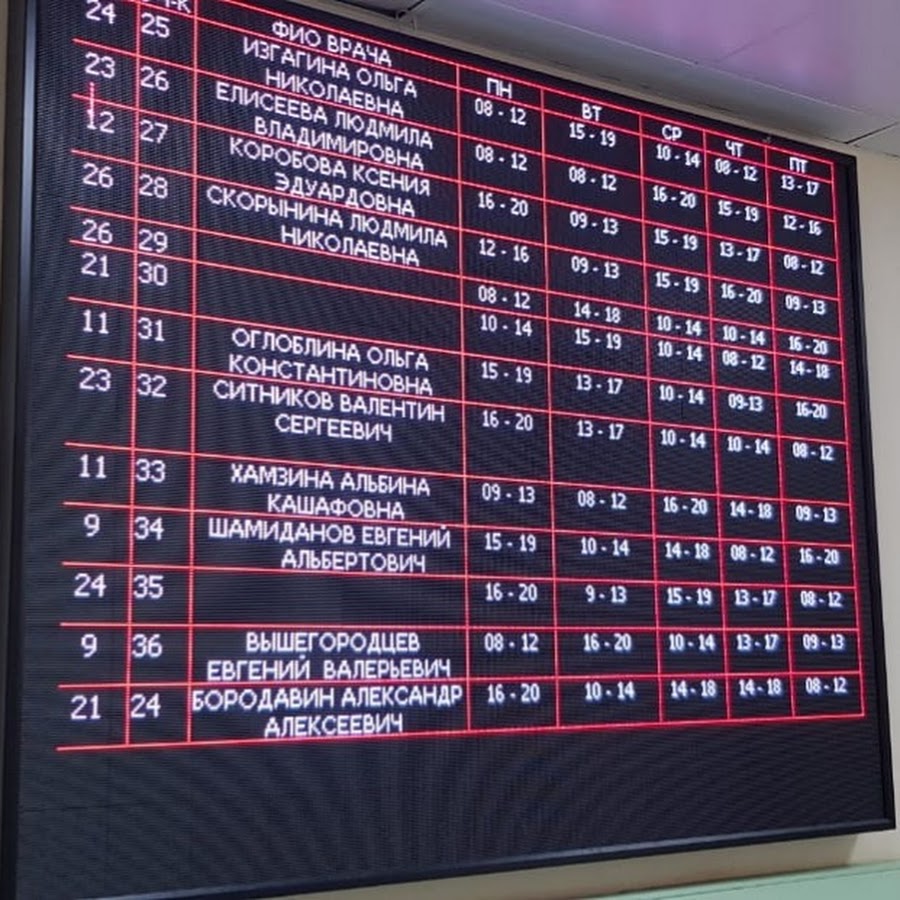 Ч-К ФИО ВРАЧА ПН ВТ СР ЧТ ПТ
24 25 ИЗГАГИНА ОЛЬГА НИКОЛАЕВНА 08 - 12 15 - 19 10 - 14 08 - 12 13 - 17
23 26 ЕЛИСЕЕВА ЛЮДМИЛА ВЛАДИМИРОВНА 08 - 12 08 - 12 16 - 20 15 - 19 12 - 16
12 27 КОРОБОВА КСЕНИЯ ЭДУАРДОВНА 16 - 20 09 - 13 15 - 19 13 - 17 08 - 12
26 28 СКОРЫНИНА ЛЮДМИЛА НИКОЛАЕВНА 12 - 16 09 - 13 15 - 19 16 - 20 09 - 13
26 29 08 - 12 14 - 18 10 - 14 10 - 14 16 - 20
21 30 10 - 14 15 - 19 10 - 14 08 - 12 14 - 18
11 31 ОГЛОБЛИНА ОЛЬГА КОНСТАНТИНОВНА 15 - 19 13 - 17 10 - 14 09-13 16-20
23 32 СИТНИКОВ ВАЛЕНТИН СЕРГЕЕВИЧ 16 - 20 13 - 17 10 - 14 10 - 14 08 - 12
11 33 ХАМЗИНА АЛЬБИНА КАШАФОВНА 09 - 13 08 - 12 16 - 20 14 - 18 09 - 13
9 34 ШАМИДАНОВ ЕВГЕНИЙ АЛЬБЕРТОВИЧ 15 - 19 10 - 14 14 - 18 08 - 12 16 - 20
24 35 16 - 20 9 - 13 15 - 19 13 - 17 08 - 12
9 36 ВЫШЕГОРОДЦЕВ ЕВГЕНИЙ ВАЛЕРЬЕВИЧ 08 - 12 16 - 20 10 - 14 13 - 17 09 - 13
21 24 БОРОДАВИН АЛЕКСАНДР АЛЕКСЕЕВИЧ 16 - 20 10 - 14 14 - 18 14 - 18 08 - 12